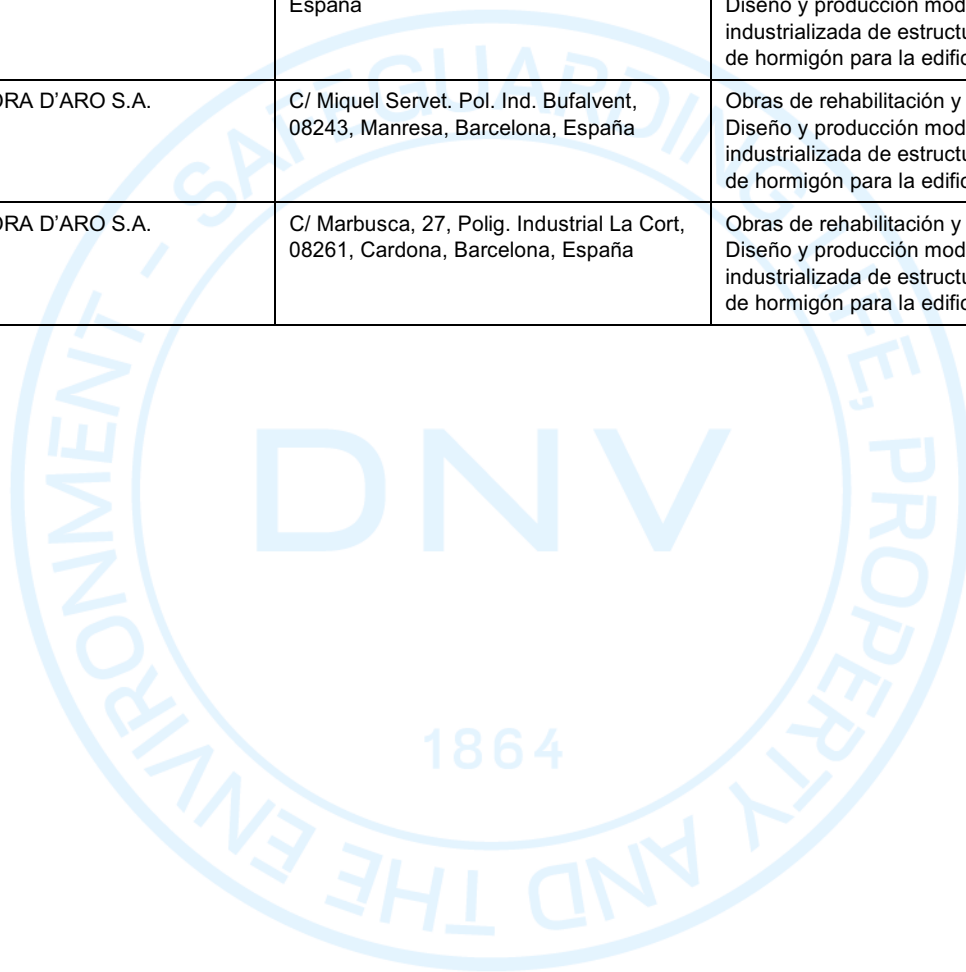 España
Diseño y producción mod
industrializada de estructu
de hormigón para la edific
ORA D'ARO S.A.
C/ Miquel Servet. Pol. Ind. Bufalvent,
08243, Manresa, Barcelona, España
Obras de rehabilitación y
Diseño y producción mod
industrializada de estructu
de hormigón para la edific
ORA D'ARO S.A.
C/ Marbusca, 27, Polig. Industrial La Cort,
08261, Cardona, Barcelona, España
Obras de rehabilitación y
Diseño y producción mod
industrializada de estructu
de hormigón para la edific
SAFEGUARDING LIFE, PROPERTY AND THE ENVIRONMENT -
DNV
1864